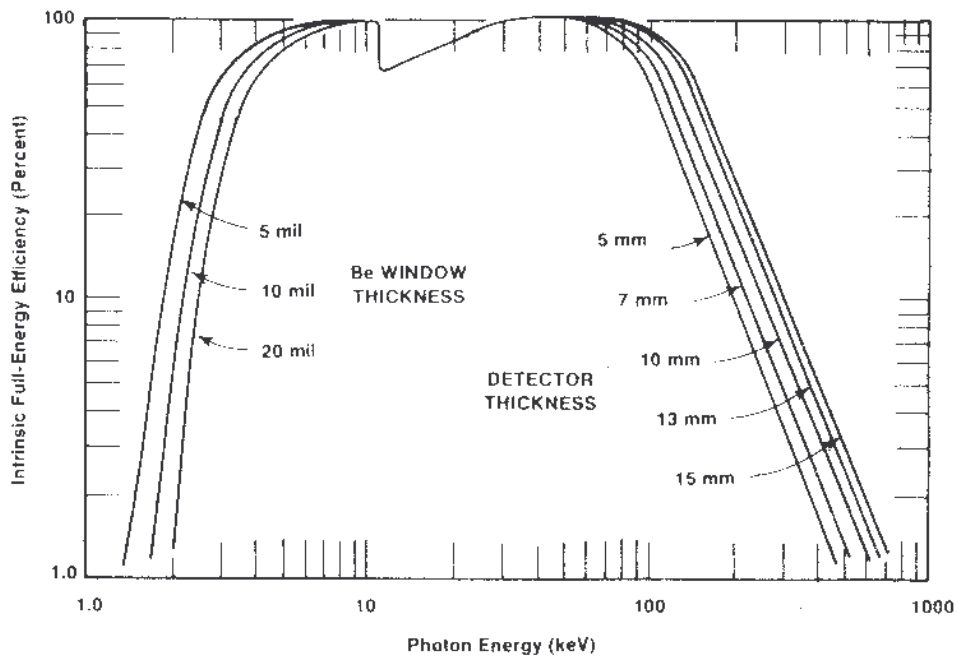 Intrinsic Full-Energy Efficiency (Percent)
100
10
1.0
5 mil
10 mil
20 mil
Be WINDOW
THICKNESS
5 mm
7 mm
10 mm
13 mm
15 mm
DETECTOR
THICKNESS
1.0
10
100
1000
Photon Energy (keV)